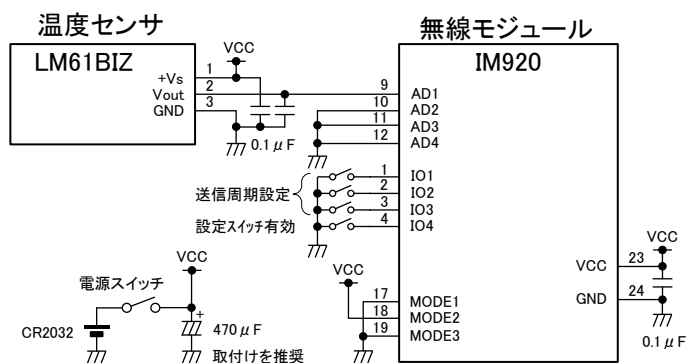 温度センサ
LM61BIZ
+Vs
Vout
GND
1
2
3
VCC
0.1μF
無線モジュール
IM920
9
10
11
12
AD1
AD2
AD3
AD4
送信周期設定
設定スイッチ有効
1
2
3
4
IO1
IO2
IO3
IO4
電源スイッチ
VCC
CR2032
+
470μF
取付けを推奨
VCC
17
18
19
MODE1
MODE2
MODE3
VCC
GND
23
24
VCC
0.1μF